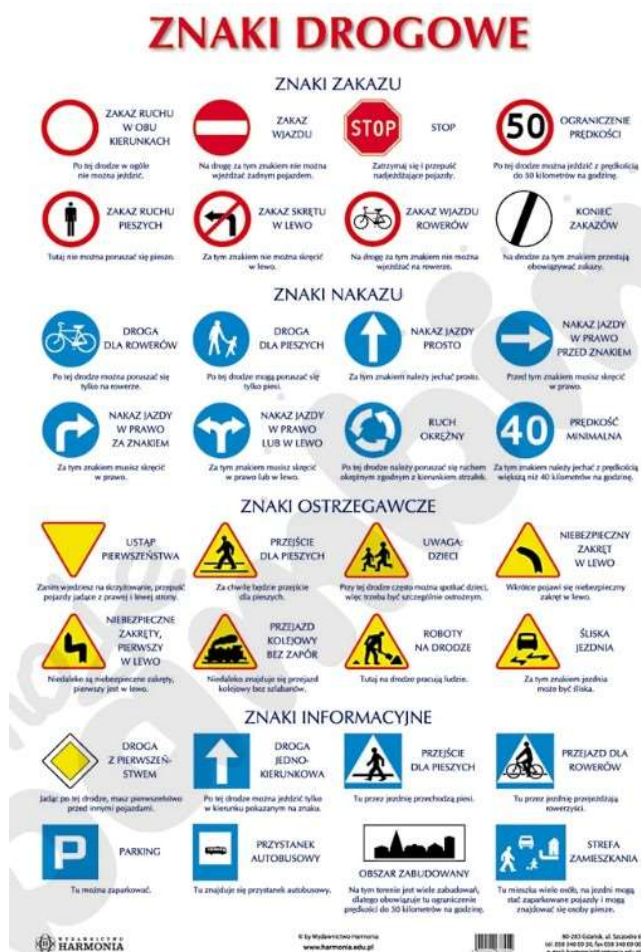 ZNAKI DROGOWE
ZNAKI ZAKAZU
ZAKAZ RUCHU
W OBU
KIERUNKACH
Po tej drodze w ogóle
nie można jeździć.
ZAKAZ
WJAZDU
Na drogę za tym znakiem nie można
wjeżdżać żadnym pojazdem.
STOP
STOP
Zatrzymaj się i przepuść
nadjeżdżające pojazdy.
50
OGRANICZENIE
PRĘDKOŚCI
Po tej drodze można jeździć z prędkością
do 50 kilometrów na godzinę.
ZAKAZ RUCHU
PIESZYCH
Tutaj nie można poruszać się pieszo.
ZAKAZ SKRĘTU
W LEWO
Za tym znakiem nie można skręcić
w lewo.
ZAKAZ WJAZDU
ROWERÓW
Na drogę za tym znakiem nie można
wjeżdżać na rowerze.
KONIEC
ZAKAZÓW
Na drodze za tym znakiem przestają
obowiązywać zakazy.
ZNAKI NAKAZU
DROGA
DLA ROWERÓW
Po tej drodze można poruszać się
tylko na rowerze.
DROGA
DLA PIESZYCH
Po tej drodze mogą poruszać się
tylko piesi.
NAKAZ JAZDY
PROSTO
Za tym znakiem należy jechać prosto.
NAKAZ JAZDY
W PRAWO
PRZED ZNAKIEM
Przed tym znakiem musisz skręcić
w prawo.
NAKAZ JAZDY
W PRAWO
ZA ZNAKIEM
Za tym znakiem musisz skręcić
w prawo.
NAKAZ JAZDY
W PRAWO
LUB W LEWO
Za tym znakiem musisz skręcić
w prawo lub w lewo.
RUCH
OKRĘŻNY
Po tej drodze należy poruszać się ruchem
okrężnym zgodnym z kierunkiem strzałek.
40
PRĘDKOŚĆ
MINIMALNA
Za tym znakiem należy jechać z prędkością
większą niż 40 kilometrów na godzinę.
ZNAKI OSTRZEGAWCZE
USTĄP
PIERWSZEŃSTWA
Zanim wjedziesz na skrzyżowanie, przepuść
pojazdy jadące z prawej i lewej strony.
PRZEJŚCIE
DLA PIESZYCH
Za chwilę będzie przejście
dla pieszych.
UWAGA:
DZIECI
Przy tej drodze często można spotkać dzieci,
więc trzeba być szczególnie ostrożnym.
NIEBEZPIECZNY
ZAKRĘT
W LEWO
Wkrótce pojawi się niebezpieczny
zakręt w lewo.
NIEBEZPIECZNE
ZAKRĘTY,
PIERWSZY
W LEWO
Niedaleko są niebezpieczne zakręty,
pierwszy jest w lewo.
PRZEJAZD
KOLEJOWY
BEZ ZAPÓR
Niedaleko znajduje się przejazd
kolejowy bez szlabanów.
ROBOTY
NA DRODZE
Tutaj na drodze pracują ludzie.
ŚLISKA
JEZDNIA
Za tym znakiem jezdnia
może być śliska.
ZNAKI INFORMACYJNE
DROGA
Z PIERWSZEŃ-
STWEM
Jadąc po tej drodze, masz pierwszeństwo
przed innymi pojazdami.
DROGA
JEDNO-
KIERUNKOWA
Po tej drodze można jeździć tylko
w kierunku pokazanym na znaku.
PRZEJŚCIE
DLA PIESZYCH
Tu przez jezdnię przechodzą piesi.
PRZEJAZD DLA
ROWERÓW
Tu przez jezdnię przejeżdżają
rowerzyści.
P
PARKING
Tu można zaparkować.
PRZYSTANEK
AUTOBUSOWY
Tu znajduje się przystanek autobusowy.
OBSZAR ZABUDOWANY
Na tym terenie jest wiele zabudowań,
dlatego obowiązuje tu ograniczenie
prędkości do 50 kilometrów na godzinę.
STREFA
ZAMIESZKANIA
Tu mieszka wiele osób, na jezdni mogą
stać zaparkowane pojazdy i mogą
znajdować się osoby piesze.
WYDAWNICTWO
HARMONIA
© by Wydawnictwo Harmonia
www.harmonia.edu.pl
80-283 Gdańsk, ul. Szczodra